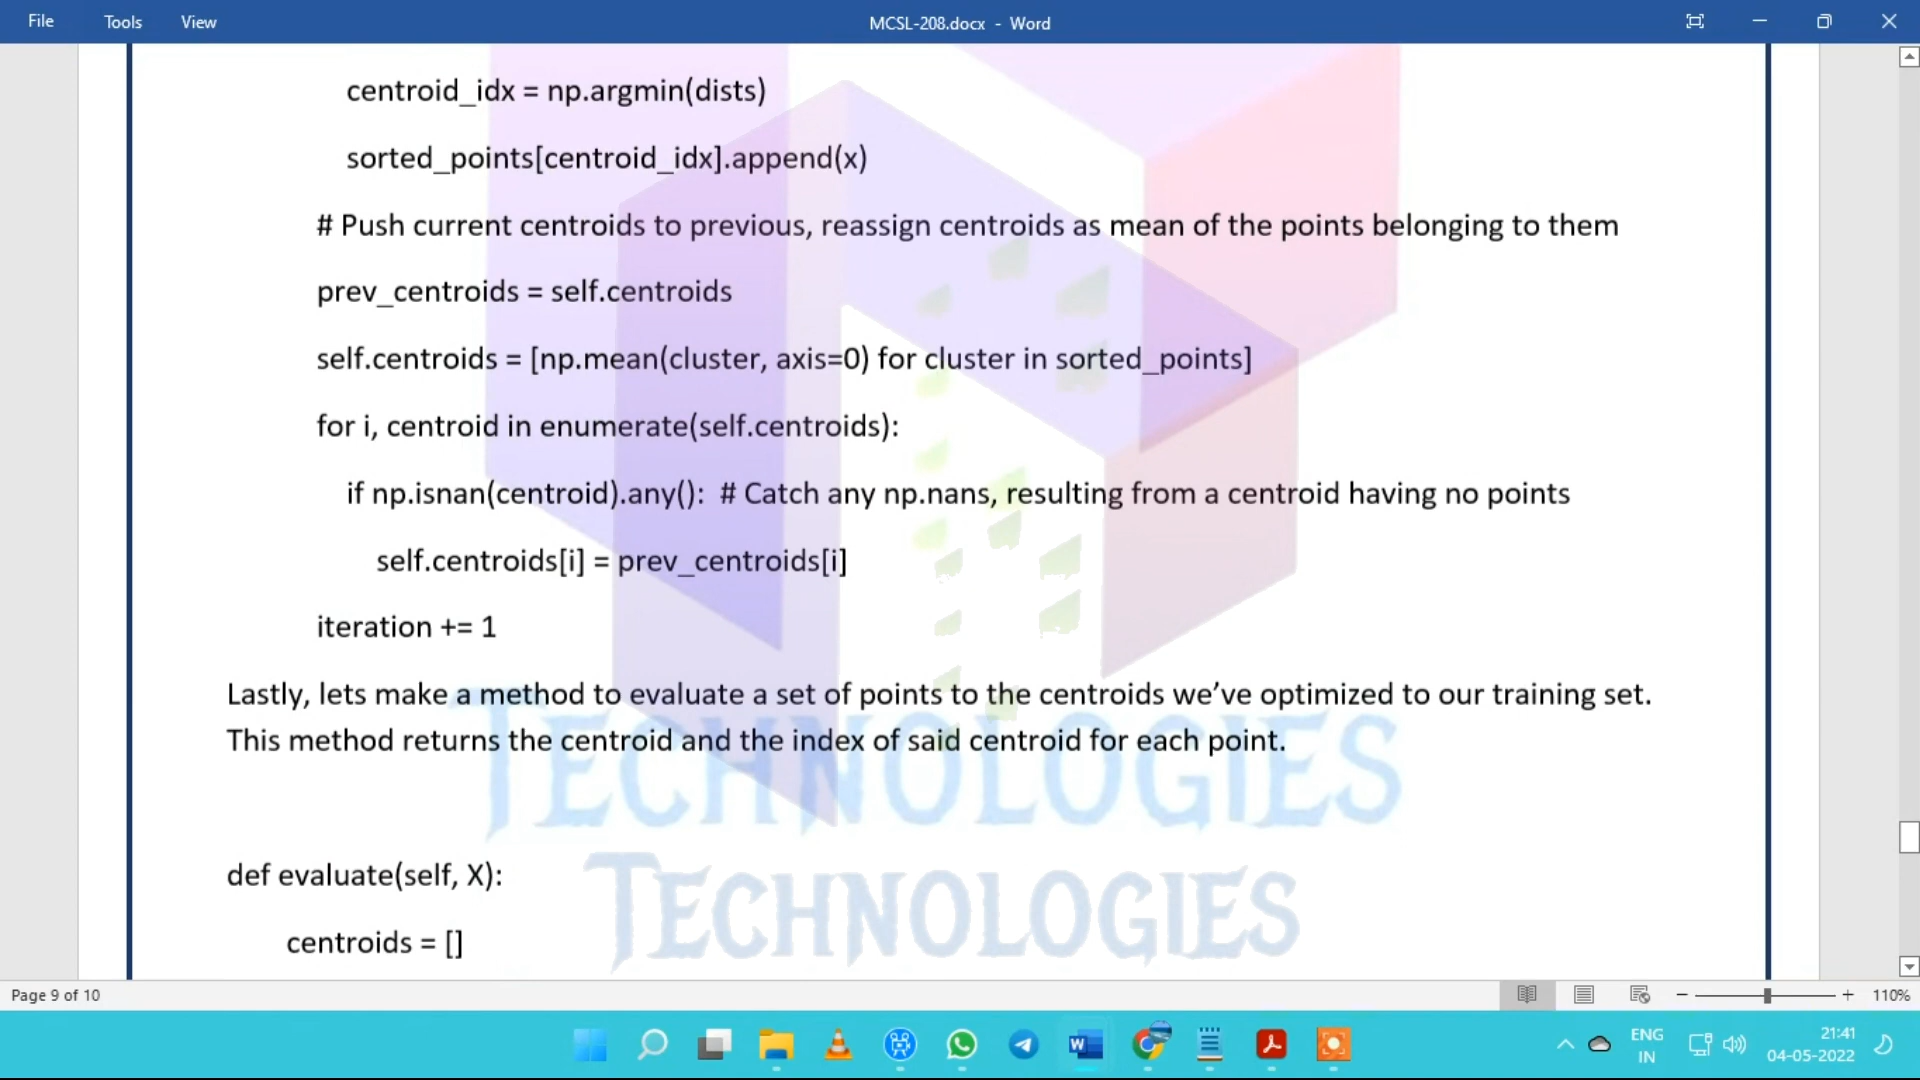 File Tools View MCSL-208.docx - Word
centroid_idx = np.argmin(dists)
sorted_points[centroid_idx].append(x)
# Push current centroids to previous, reassign centroids as mean of the points belonging to them
prev_centroids = self.centroids
self.centroids = [np.mean(cluster, axis=0) for cluster in sorted_points]
for i, centroid in enumerate(self.centroids):
if np.isnan(centroid).any(): # Catch any np.nans, resulting from a centroid having no points
self.centroids[i] = prev_centroids[i]
iteration += 1
Lastly, lets make a method to evaluate a set of points to the centroids we’ve optimized to our training set.
This method returns the centroid and the index of said centroid for each point.
TECHNOLOGIES
def evaluate(self, X):
TECHNOLOGIES
centroids = []
Page 9 of 10 110%
ENG 21:41
IN 04-05-2022